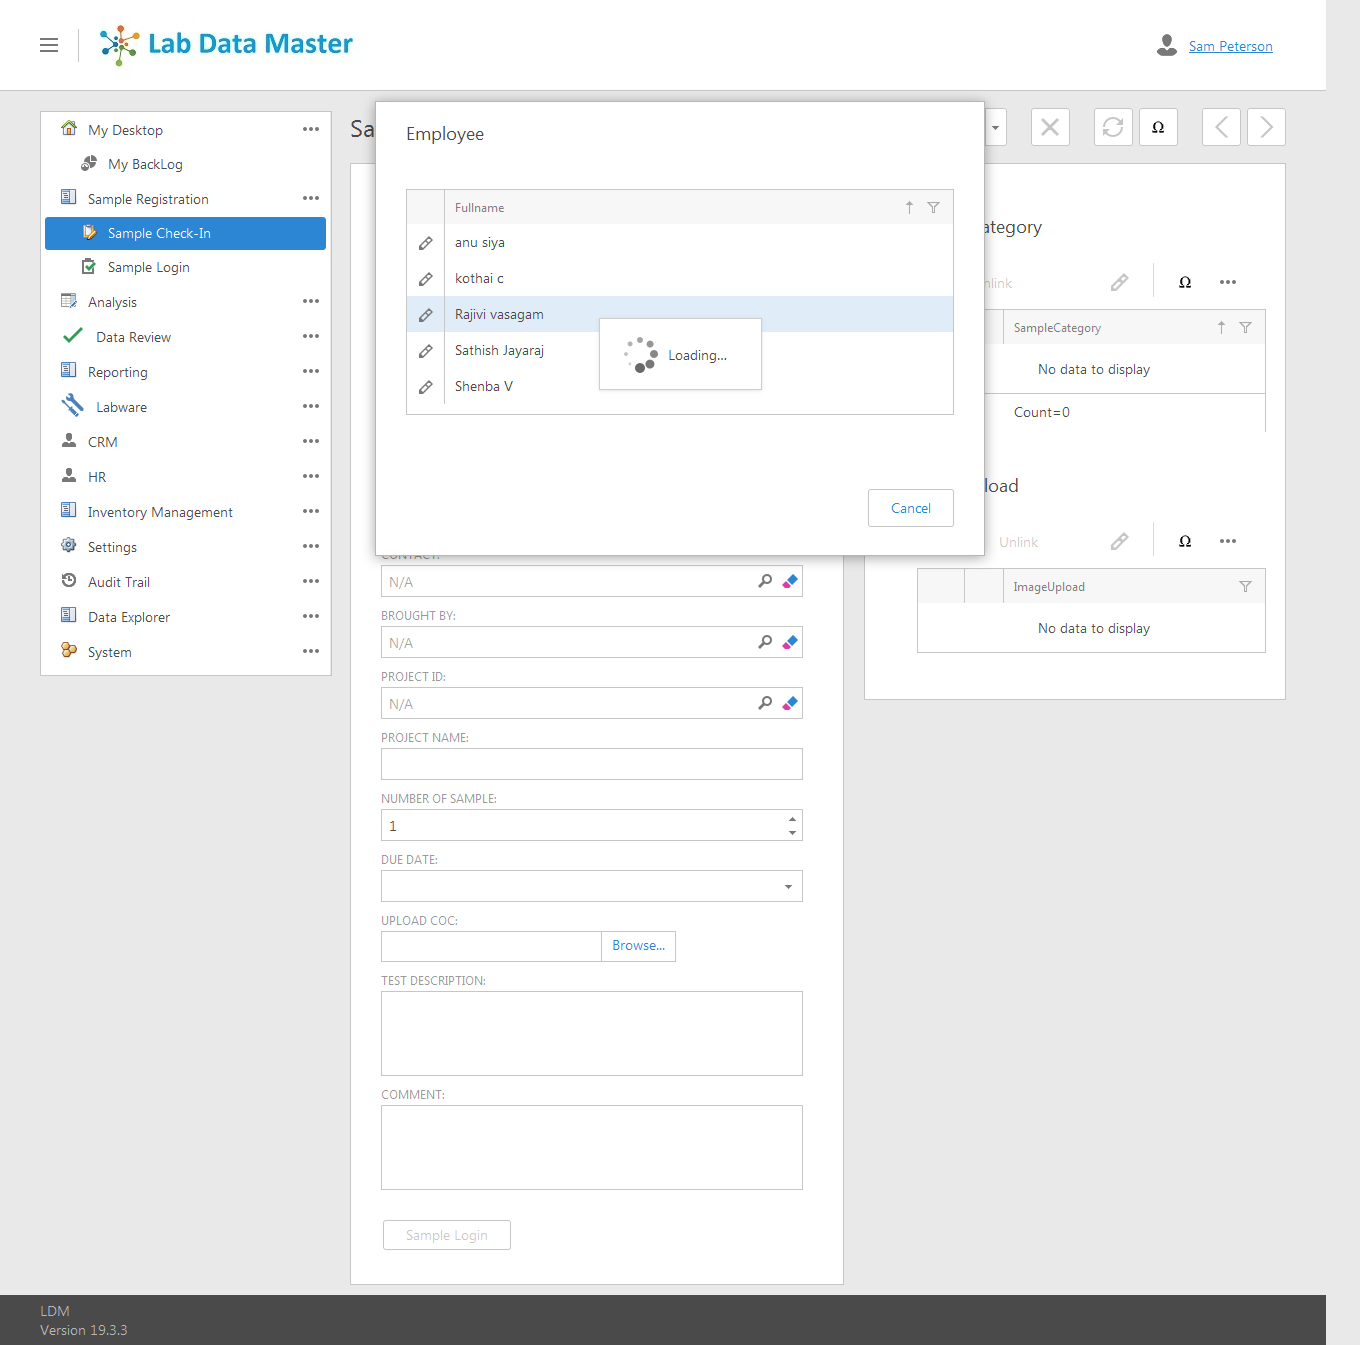 Lab Data Master
Sam Peterson
My Desktop
My BackLog
Sample Registration
Sample Check-In
Sample Login
Analysis
Data Review
Reporting
Labware
CRM
HR
Inventory Management
Settings
Audit Trail
Data Explorer
System
Sa
Employee
Fullname
anu siya
kothai c
Rajivi vasagam
Sathish Jayaraj
Shenba V
Loading...
Cancel
CONTACT:
N/A
BROUGHT BY:
N/A
PROJECT ID:
N/A
PROJECT NAME:
NUMBER OF SAMPLE:
1
DUE DATE:
UPLOAD COC:
Browse...
TEST DESCRIPTION:
COMMENT:
Sample Login
Ω
ategory
nlink
Ω
SampleCategory
No data to display
Count=0
load
Unlink
Ω
ImageUpload
No data to display
LDM
Version 19.3.3